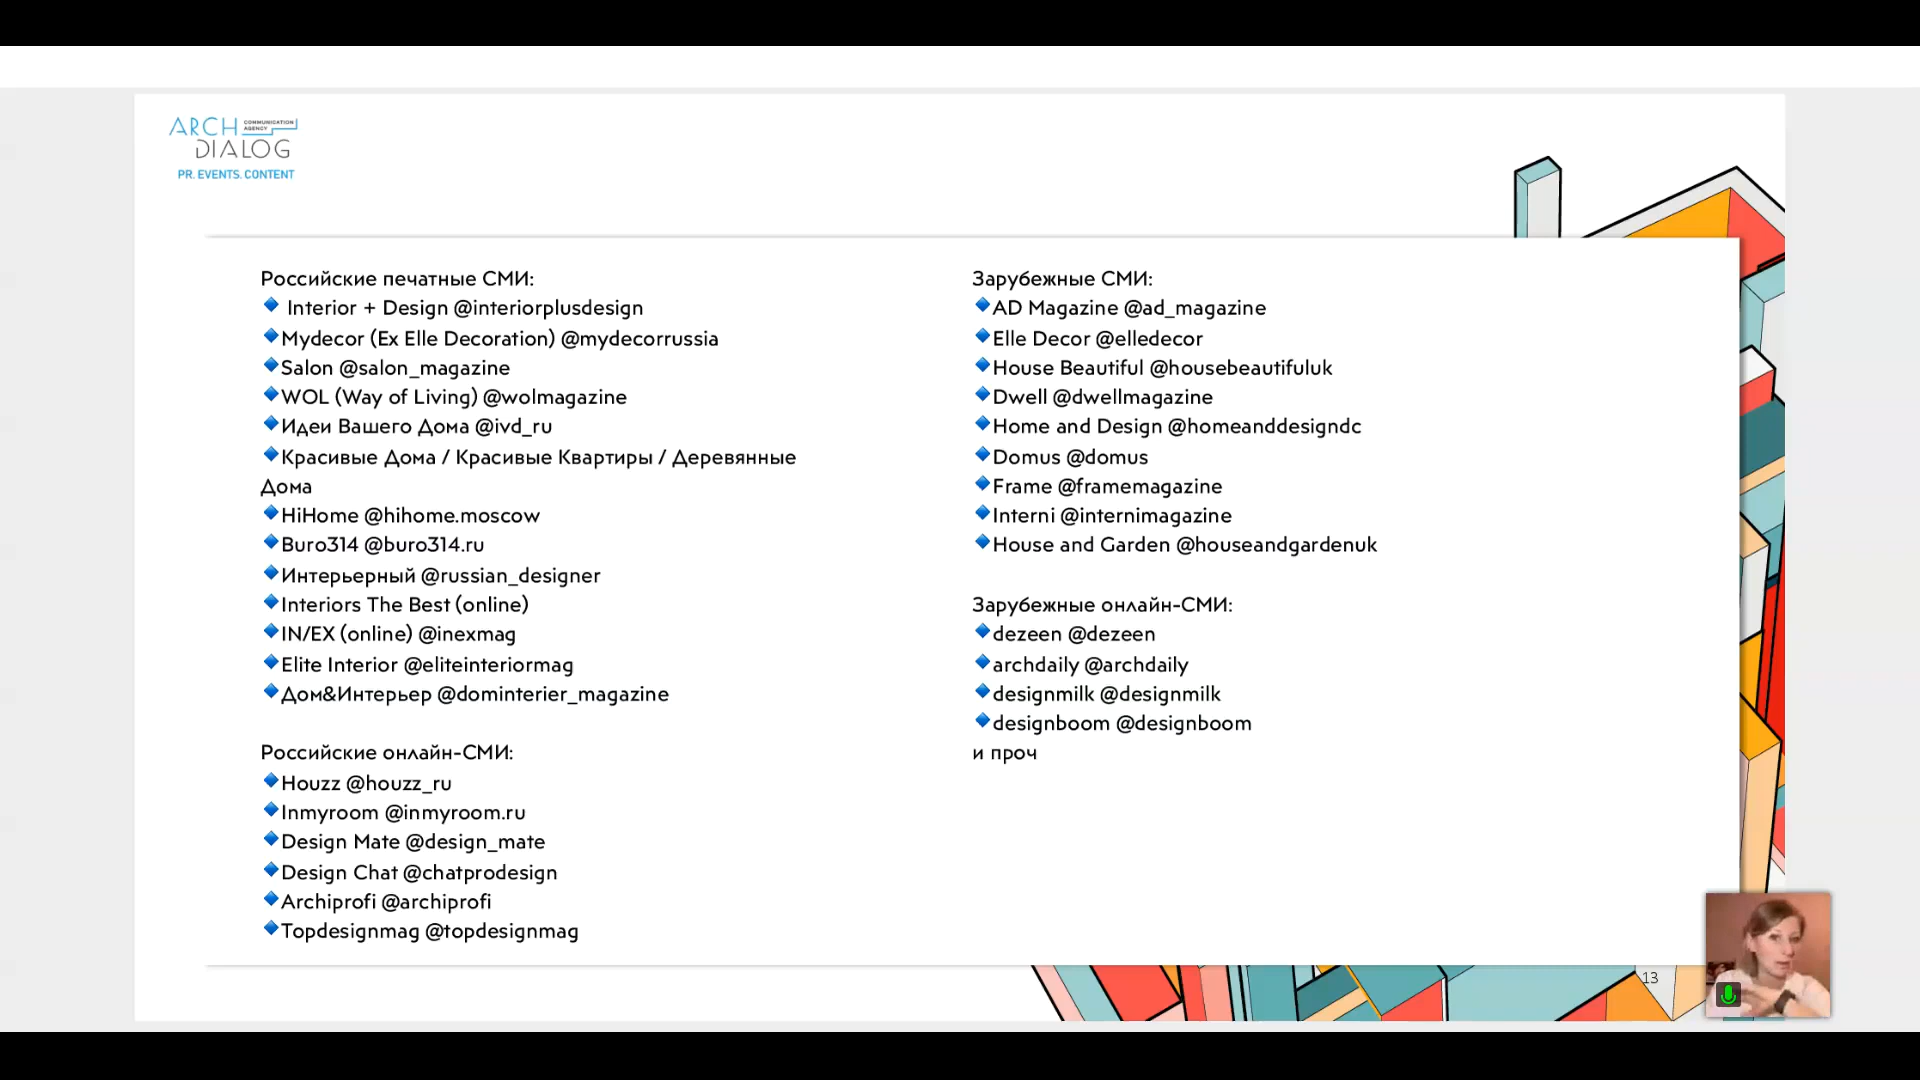 ARCH COMMUNICATION AGENCY
DIALOG
PR. EVENTS. CONTENT
Российские печатные СМИ:
Interior + Design @interiorplusdesign
Mydecor (Ex Elle Decoration) @mydecorrussia
Salon @salon_magazine
WOL (Way of Living) @wolmagazine
Идеи Вашего Дома @ivd_ru
Красивые Дома / Красивые Квартиры / Деревянные
Дома
HiHome @hihome.moscow
Buro314 @buro314.ru
Интерьерный @russian_designer
Interiors The Best (online)
IN/EX (online) @inexmag
Elite Interior @eliteinteriormag
Дом&Интерьер @dominterier_magazine
Российские онлайн-СМИ:
Houzz @houzz_ru
Inmyroom @inmyroom.ru
Design Mate @design_mate
Design Chat @chatprodesign
Archiprofi @archiprofi
Topdesignmag @topdesignmag
Зарубежные СМИ:
AD Magazine @ad_magazine
Elle Decor @elledecor
House Beautiful @housebeautifuluk
Dwell @dwellmagazine
Home and Design @homeanddesigndc
Domus @domus
Frame @framemagazine
Interni @internimagazine
House and Garden @houseandgardenuk
Зарубежные онлайн-СМИ:
dezeen @dezeen
archdaily @archdaily
designmilk @designmilk
designboom @designboom
и проч
13